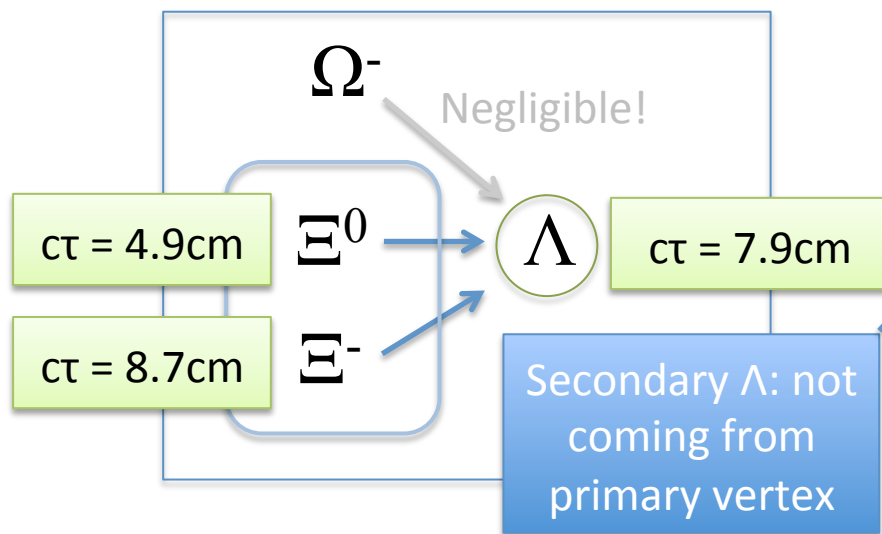 Ω-
Negligible!
cτ = 4.9cm
Ξ0
Λ
cτ = 7.9cm
cτ = 8.7cm
Ξ-
Secondary Λ: not
coming from
primary vertex